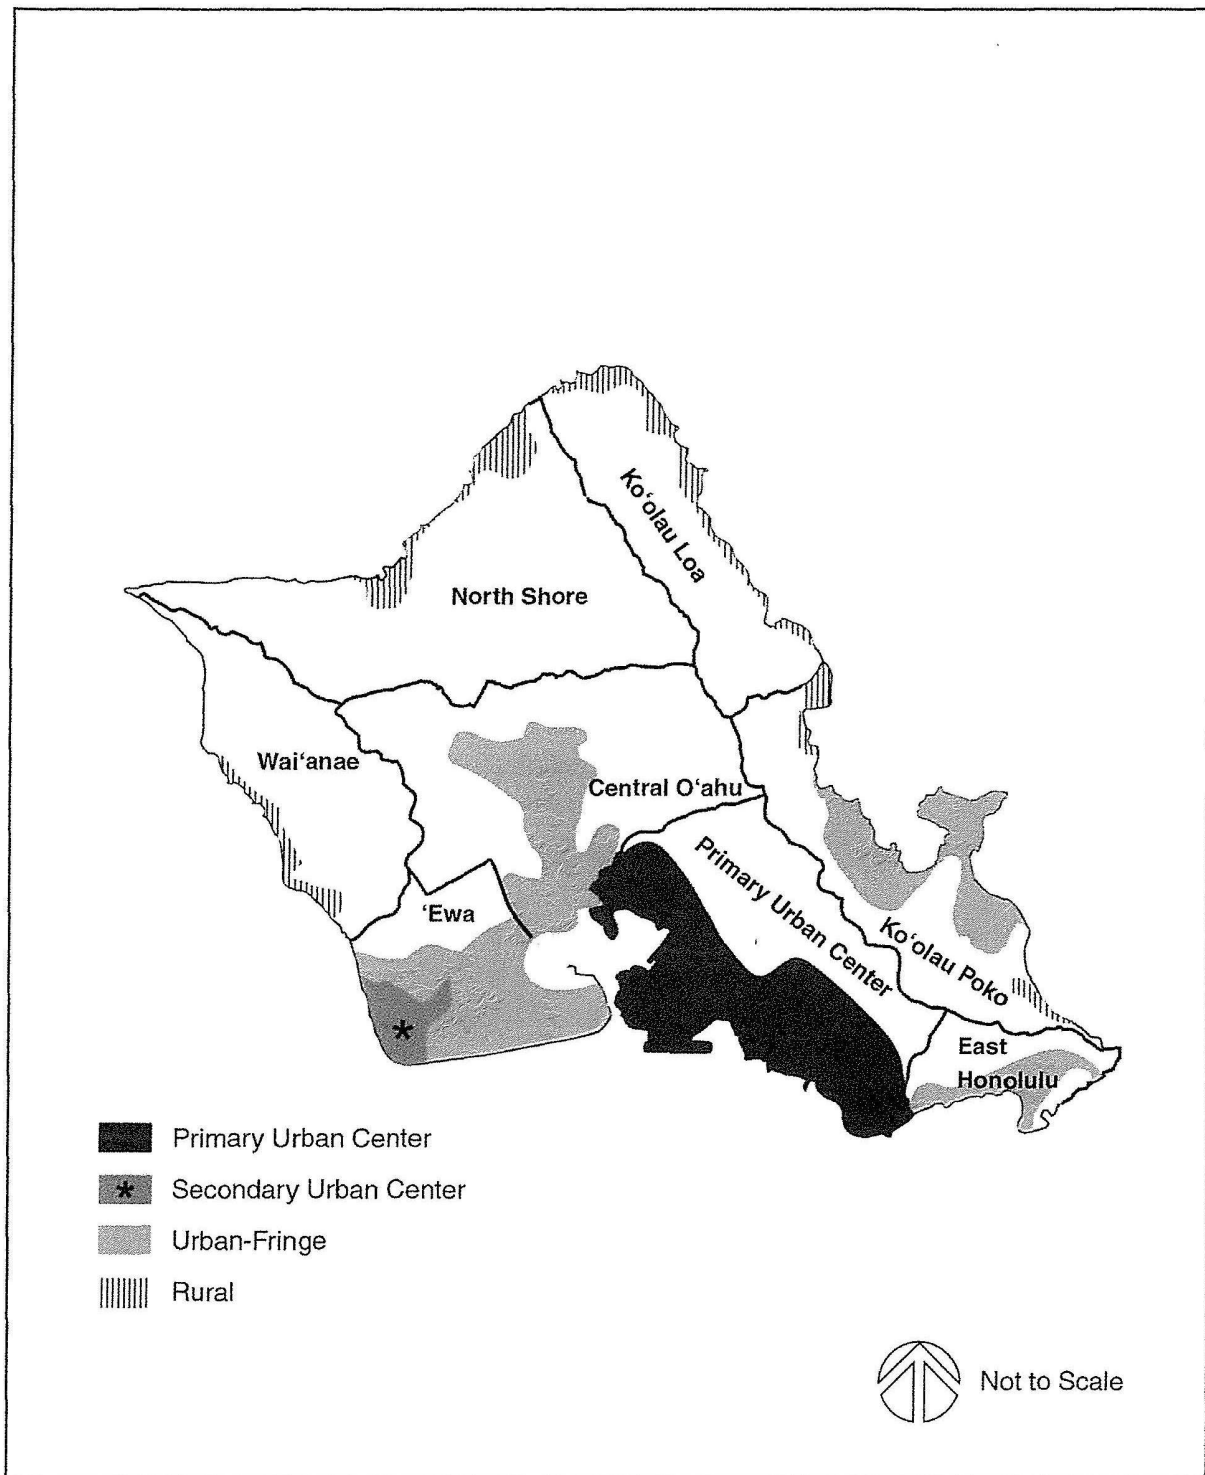 Ko‘olau Loa
North Shore
Wai‘anae
Central O‘ahu
Primary Urban Center
‘Ewa
Ko‘olau Poko
East
Honolulu
Primary Urban Center
* Secondary Urban Center
Urban-Fringe
Rural
Not to Scale